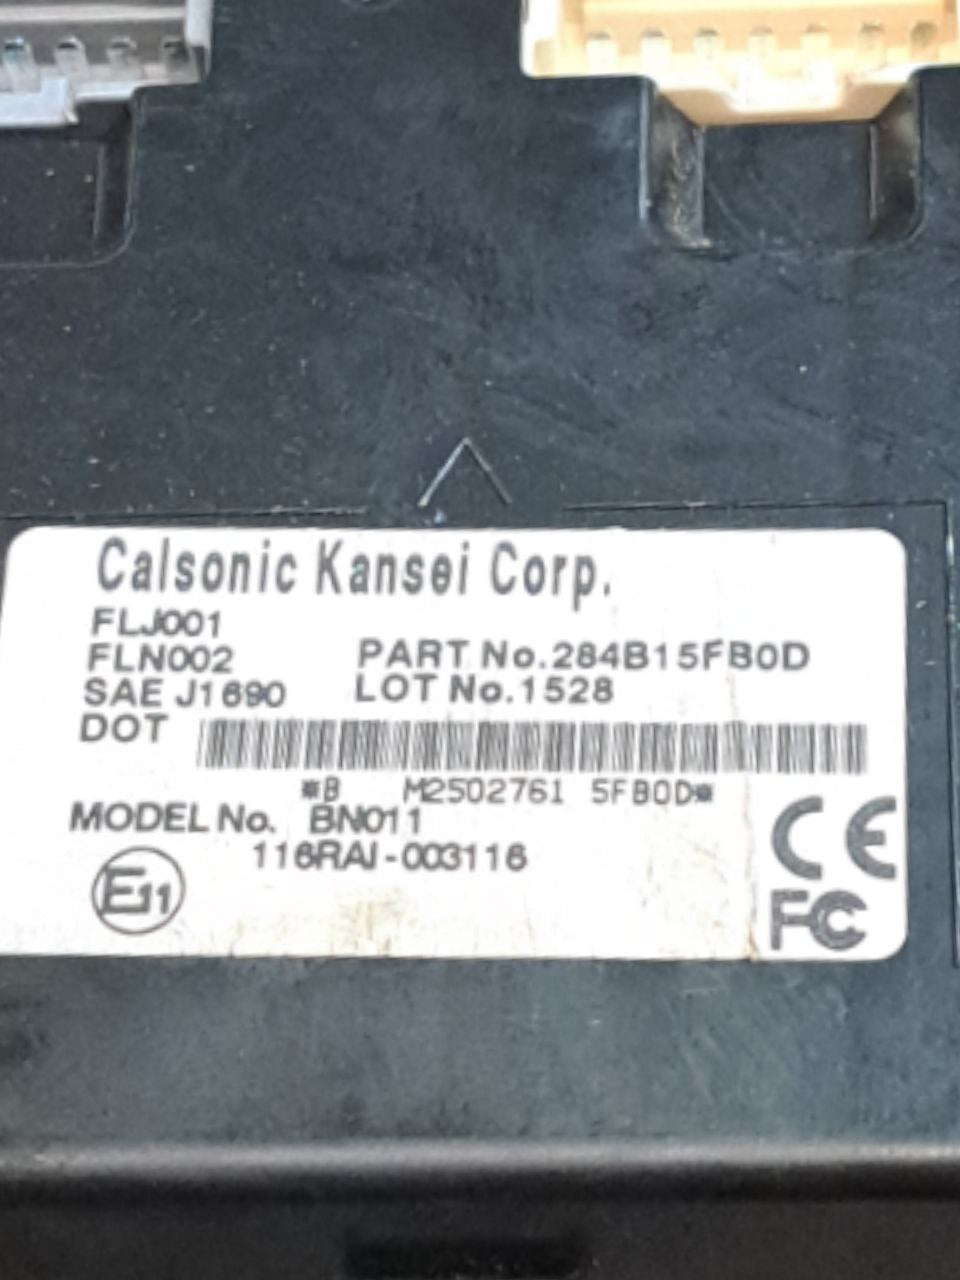 Calsonic Kansei Corp.
FLJ001
FLN002 PART No.284B15FB0D
SAE J1690 LOT No.1528
DOT
*B M2502761 5FB0D*
MODEL No. BN011
116RAI-003116
E11
CE
FC